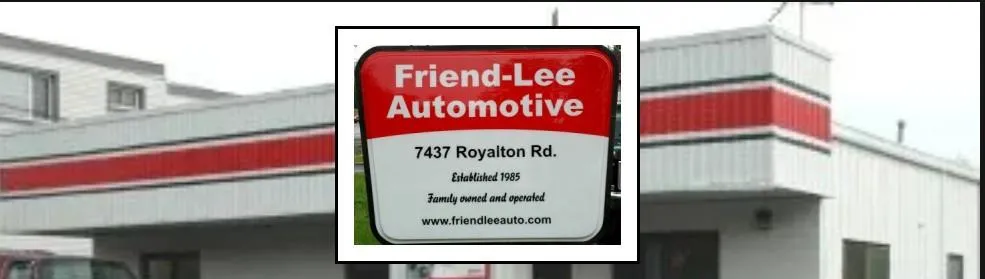 Friend-Lee
Automotive
7437 Royalton Rd.
Established 1985
Family owned and operated
www.friendleeauto.com